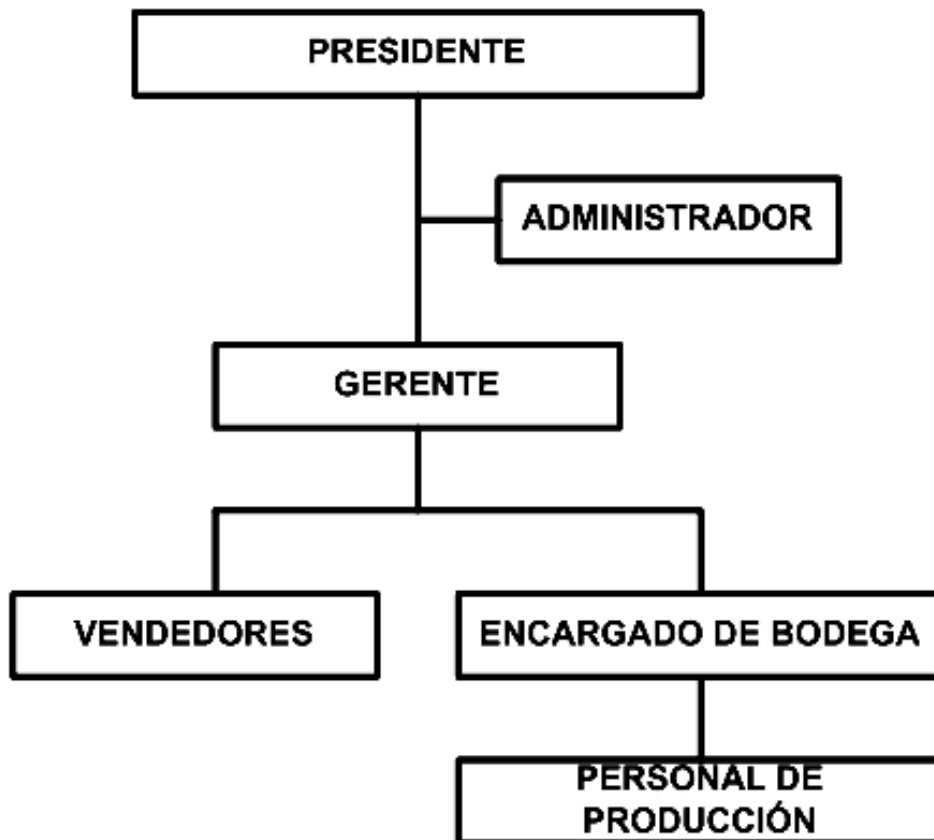 PRESIDENTE
ADMINISTRADOR
GERENTE
VENDEDORES
ENCARGADO DE BODEGA
PERSONAL DE
PRODUCCIÓN